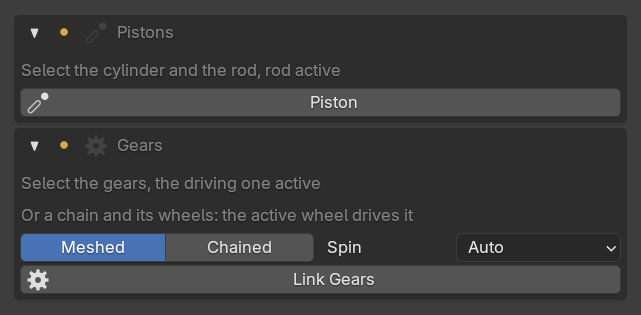 Pistons
Select the cylinder and the rod, rod active
Piston
Gears
Select the gears, the driving one active
Or a chain and its wheels: the active wheel drives it
Meshed Chained Spin Auto
Link Gears